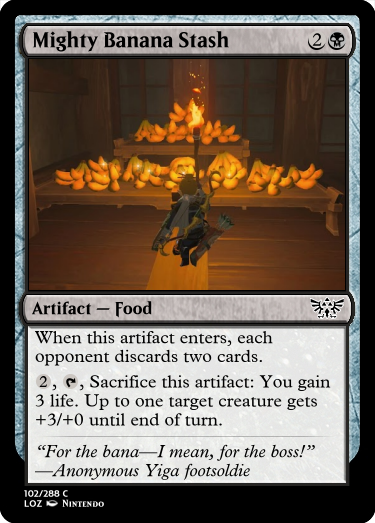 Mighty Banana Stash 2
Artifact — Food
When this artifact enters, each
opponent discards two cards.
2, Sacrifice this artifact: You gain
3 life. Up to one target creature gets
+3/+0 until end of turn.
“For the bana—I mean, for the boss!”
—Anonymous Yiga footsoldie
102/288 C
LOZ Nintendo